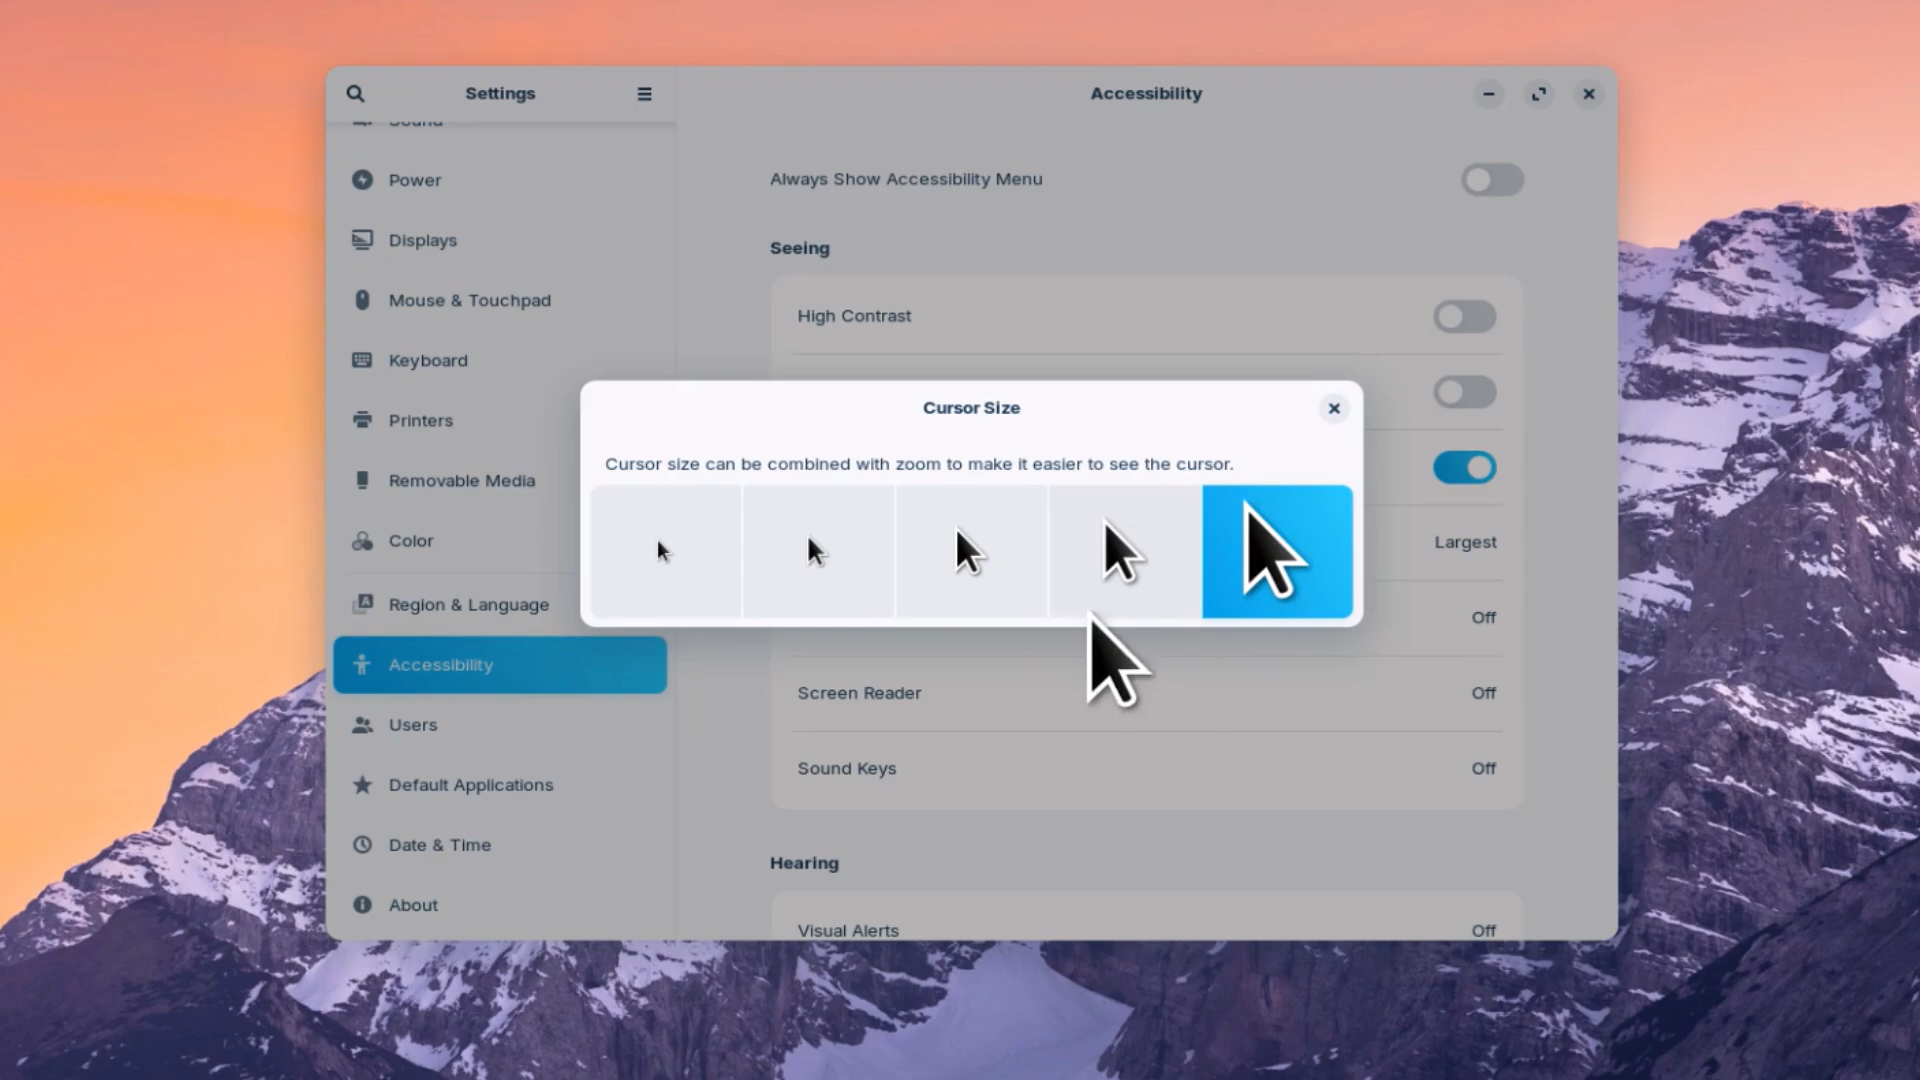 Settings
Accessibility
Sound
Power
Displays
Mouse & Touchpad
Keyboard
Printers
Removable Media
Color
Region & Language
Accessibility
Users
Default Applications
Date & Time
About
Always Show Accessibility Menu
Seeing
High Contrast
Cursor Size
Cursor size can be combined with zoom to make it easier to see the cursor.
Largest
Off
Screen Reader Off
Sound Keys Off
Hearing
Visual Alerts Off